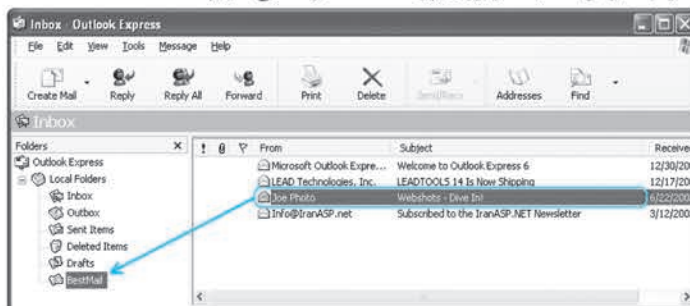 Inbox - Outlook Express
File Edit View Tools Message Help
Create Mail Reply Reply All Forward Print Delete Send/Recv Addresses Find
Inbox
Folders × ! From Subject Receive
Outlook Express
Local Folders
Inbox
Outbox
Sent Items
Deleted Items
Drafts
BestMail
Microsoft Outlook Expre... Welcome to Outlook Express 6 12/30/20
LEAD Technologies, Inc. LEADTOOLS 14 Is Now Shipping 12/17/20
Joe Photo Webshots - Dive In! 6/22/200
Info@IranASP.net Subscribed to the IranASP.NET Newsletter 3/12/200